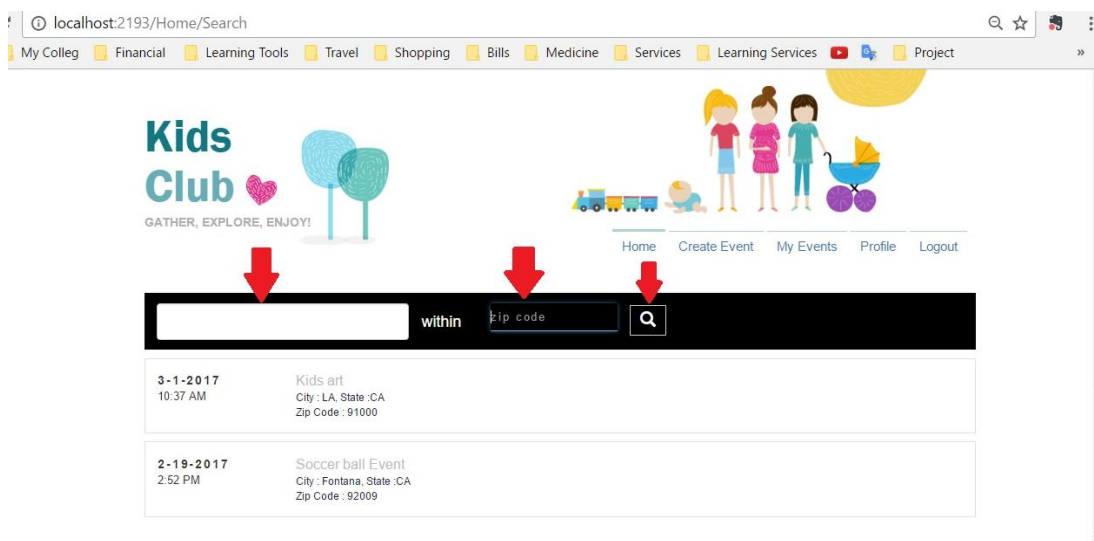 localhost:2193/Home/Search
My Colleg Financial Learning Tools Travel Shopping Bills Medicine Services Learning Services Project »
Kids
Club
GATHER, EXPLORE, ENJOY!
Home Create Event My Events Profile Logout
within zip code
3-1-2017 Kids art
10:37 AM City : LA, State :CA
Zip Code : 91000
2-19-2017 Soccer ball Event
2:52 PM City : Fontana, State :CA
Zip Code : 92009